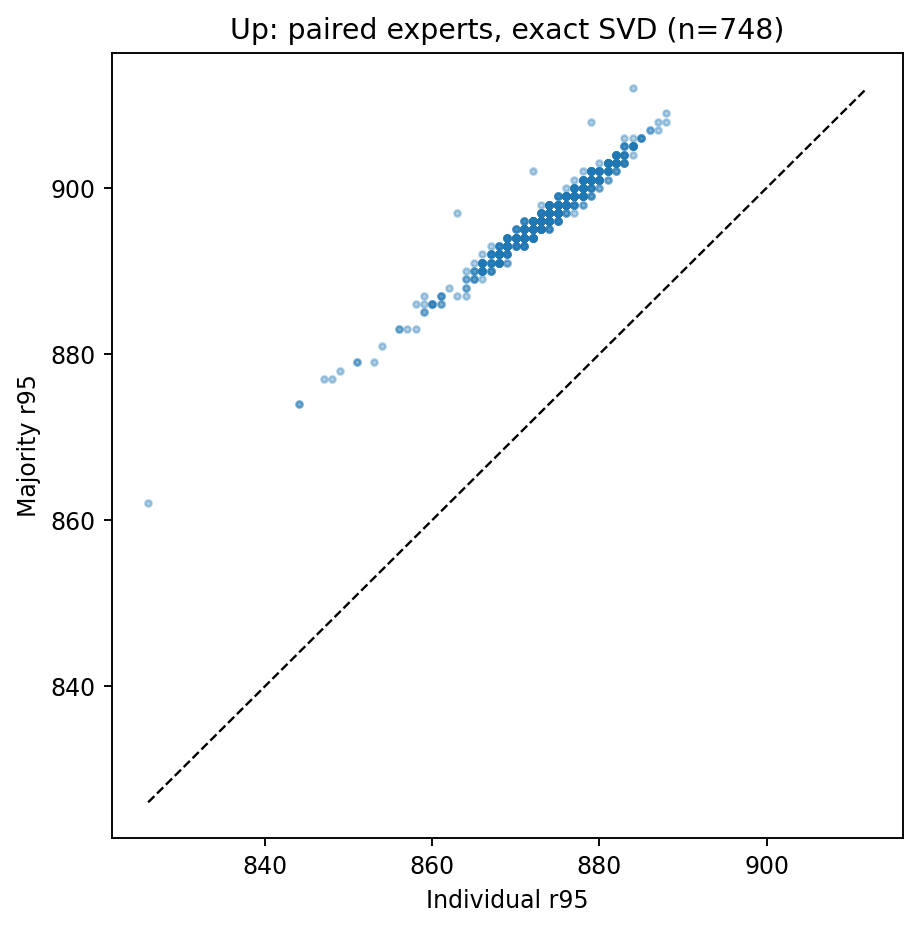 Up: paired experts, exact SVD (n=748)
Majority r95
900
880
860
840
840 860 880 900
Individual r95